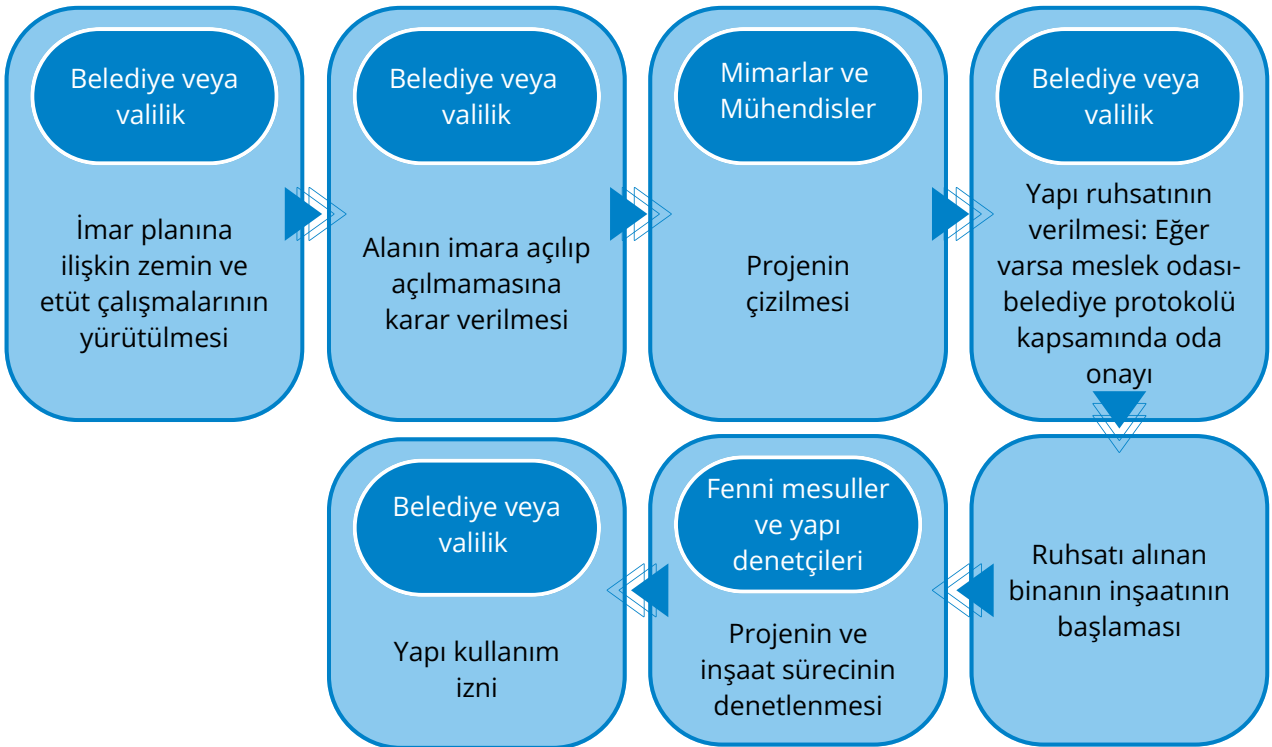 Belediye veya
valilik
İmar planına
ilişkin zemin ve
etüt çalışmalarının
yürütülmesi
Belediye veya
valilik
Alanın imara açılıp
açılmamasına
karar verilmesi
Mimarlar ve
Mühendisler
Projenin
çizilmesi
Belediye veya
valilik
Yapı ruhsatının
verilmesi: Eğer
varsa meslek odası-
belediye protokolü
kapsamında oda
onayı
Ruhsatı alınan
binanın inşaatının
başlaması
Fenni mesuller
ve yapı
denetçileri
Projenin ve
inşaat sürecinin
denetlenmesi
Belediye veya
valilik
Yapı kullanım
izni